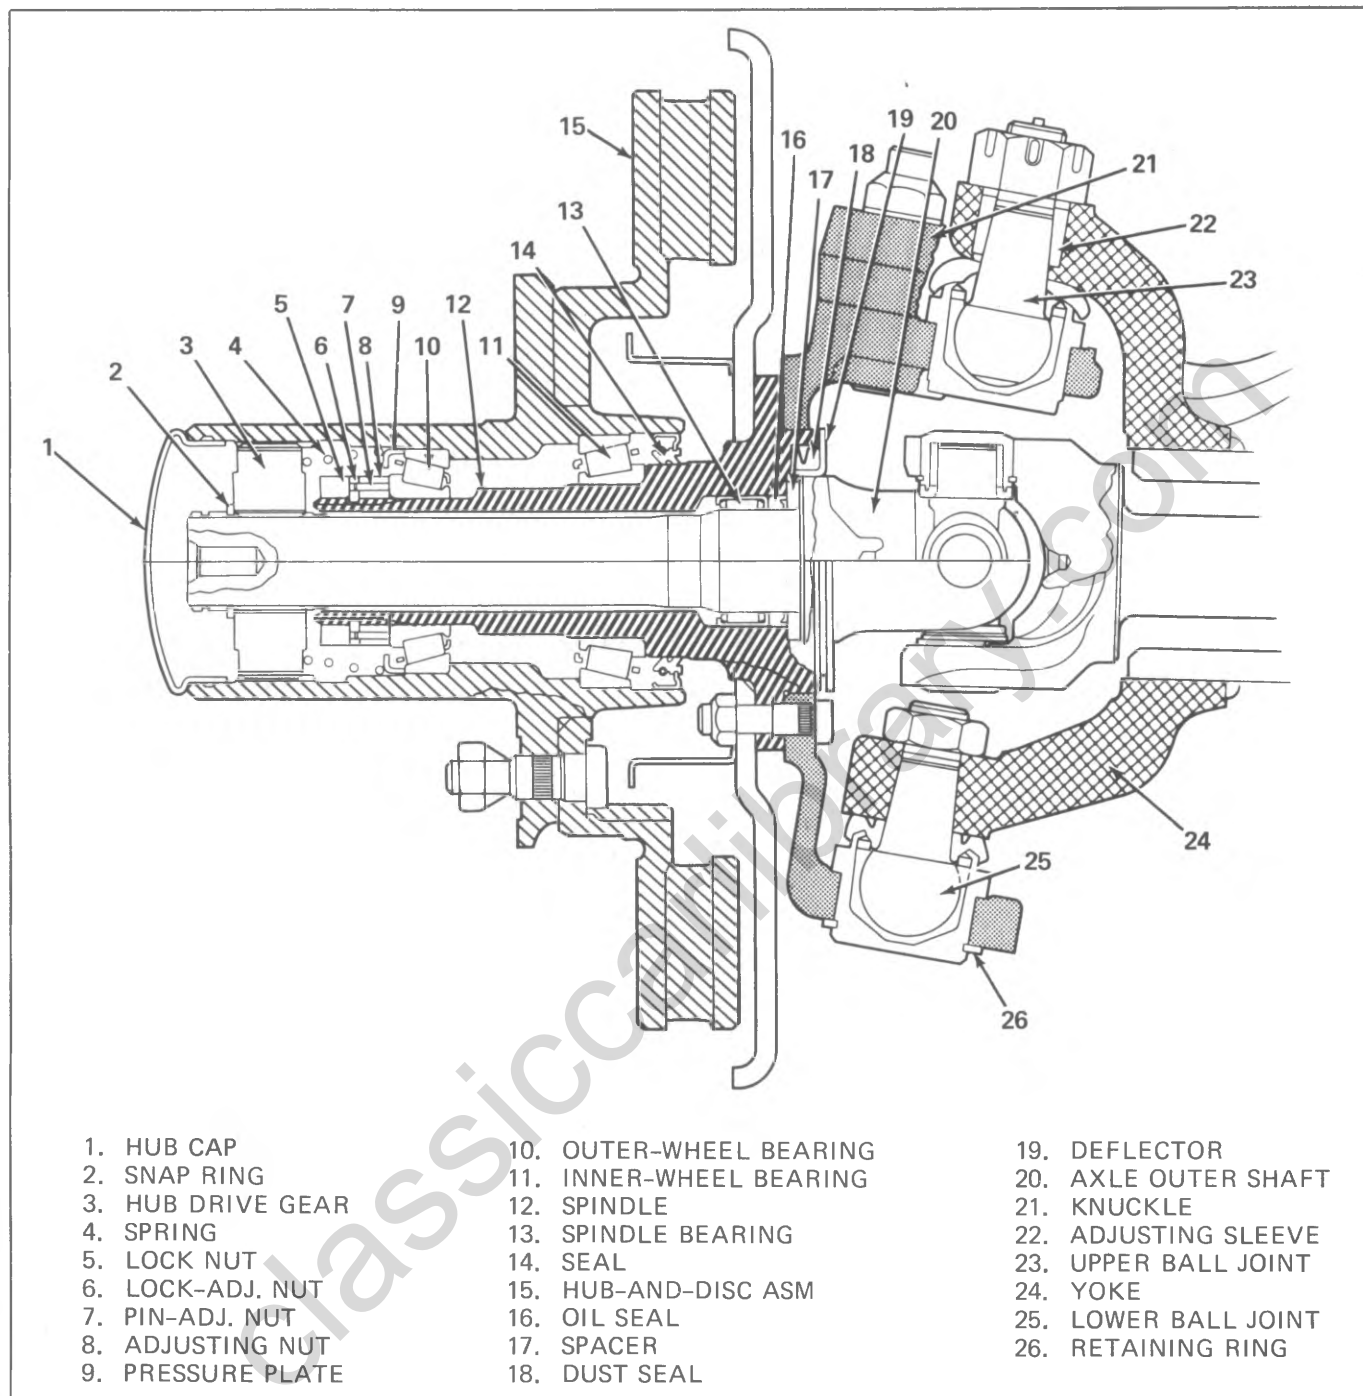 19 20
15
16
18
17
21
13
22
14
23
5 7 9 12
3 4 6 8 10 11
2
1
24
25
26
1. HUB CAP
2. SNAP RING
3. HUB DRIVE GEAR
4. SPRING
5. LOCK NUT
6. LOCK-ADJ. NUT
7. PIN-ADJ. NUT
8. ADJUSTING NUT
9. PRESSURE PLATE
10. OUTER-WHEEL BEARING
11. INNER-WHEEL BEARING
12. SPINDLE
13. SPINDLE BEARING
14. SEAL
15. HUB-AND-DISC ASM
16. OIL SEAL
17. SPACER
18. DUST SEAL
19. DEFLECTOR
20. AXLE OUTER SHAFT
21. KNUCKLE
22. ADJUSTING SLEEVE
23. UPPER BALL JOINT
24. YOKE
25. LOWER BALL JOINT
26. RETAINING RING
classiccarlibrary.com